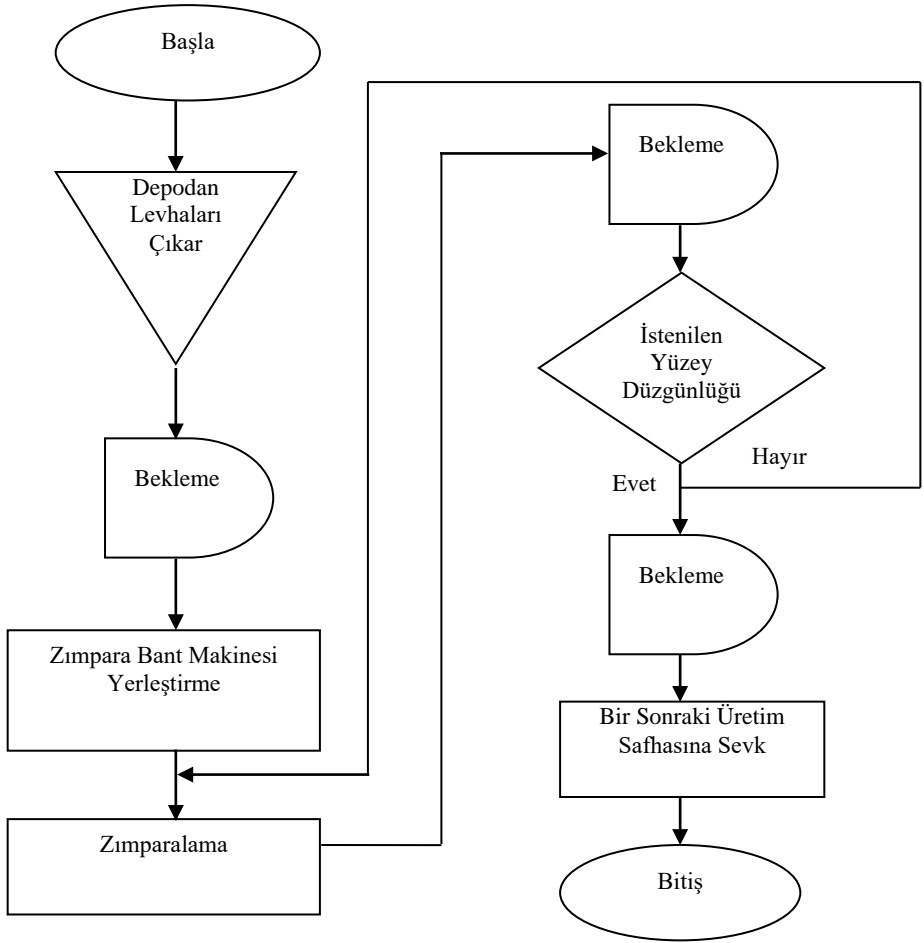 Başla
Depodan
Levhaları
Çıkar
Bekleme
Zımpara Bant Makinesi
Yerleştirme
Zımparalama
Bekleme
İstenilen
Yüzey
Düzgünlüğü
Hayır
Evet
Bekleme
Bir Sonraki Üretim
Safhasına Sevk
Bitiş